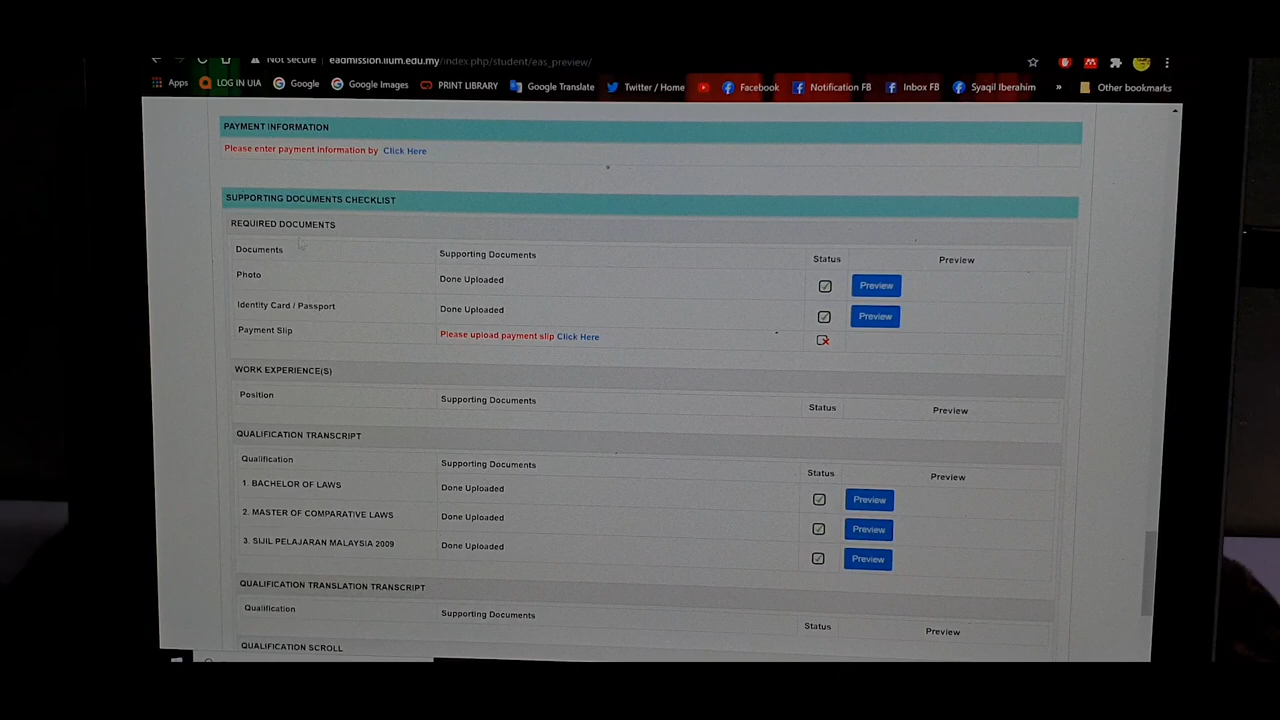 Not secure eadmission.iium.edu.my/index.php/student/eas_preview/
Apps LOG IN UIA Google Google Images PRINT LIBRARY Google Translate Twitter / Home Facebook Notification FB Inbox FB Syaqil Iberahim » Other bookmarks
PAYMENT INFORMATION
Please enter payment information by Click Here
SUPPORTING DOCUMENTS CHECKLIST
REQUIRED DOCUMENTS
Documents Supporting Documents Status Preview
Photo Done Uploaded Preview
Identity Card / Passport Done Uploaded Preview
Payment Slip Please upload payment slip Click Here
WORK EXPERIENCE(S)
Position Supporting Documents Status Preview
QUALIFICATION TRANSCRIPT
Qualification Supporting Documents Status Preview
1. BACHELOR OF LAWS Done Uploaded Preview
2. MASTER OF COMPARATIVE LAWS Done Uploaded Preview
3. SIJIL PELAJARAN MALAYSIA 2009 Done Uploaded Preview
QUALIFICATION TRANSLATION TRANSCRIPT
Qualification Supporting Documents Status Preview
QUALIFICATION SCROLL